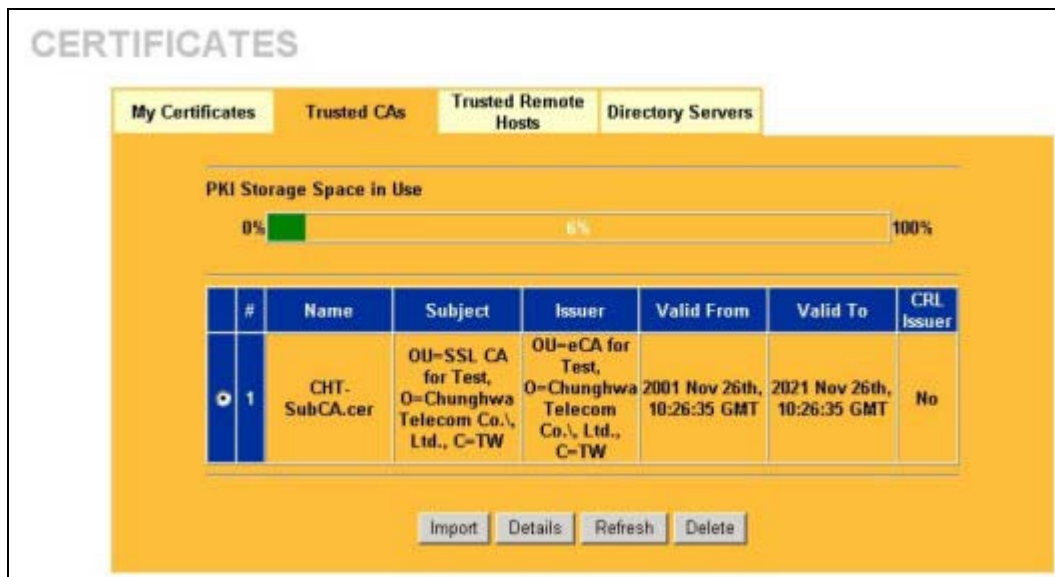 CERTIFICATES
My Certificates
Trusted CAs
Trusted Remote
Hosts
Directory Servers
PKI Storage Space in Use
0%
6%
100%
#
Name
Subject
Issuer
Valid From
Valid To
CRL
Issuer
1
CHT-
SubCA.cer
OU=SSL CA
for Test,
O=Chunghwa
Telecom Co.\,
Ltd., C=TW
OU=eCA for
Test,
O=Chunghwa
Telecom
Co.\, Ltd.,
C=TW
2001 Nov 26th,
10:26:35 GMT
2021 Nov 26th,
10:26:35 GMT
No
Import
Details
Refresh
Delete